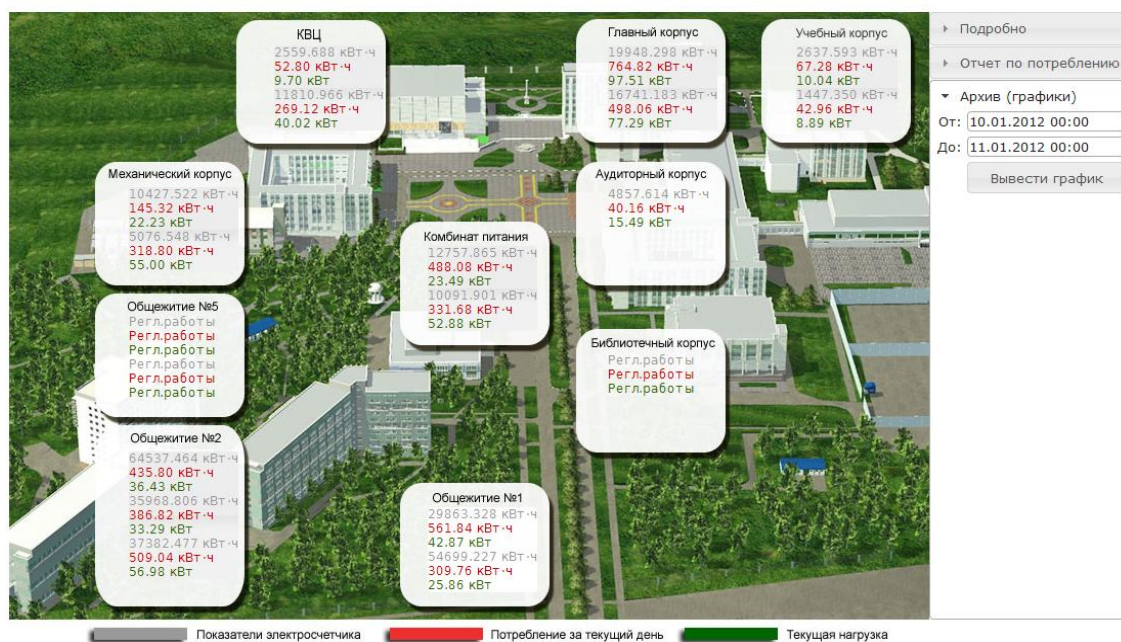 КВЦ
2559.688 кВт·ч
52.80 кВт·ч
9.70 кВт
11810.966 кВт·ч
269.12 кВт·ч
40.02 кВт
Главный корпус
19948.298 кВт·ч
764.82 кВт·ч
97.51 кВт
16741.183 кВт·ч
498.06 кВт·ч
77.29 кВт
Учебный корпус
2637.593 кВт·ч
67.28 кВт·ч
10.04 кВт
1447.350 кВт·ч
42.96 кВт·ч
8.89 кВт
Подробно
Отчет по потреблению
Архив (графики)
От: 10.01.2012 00:00
До: 11.01.2012 00:00
Вывести график
Механический корпус
10427.522 кВт·ч
145.32 кВт·ч
22.23 кВт
5076.548 кВт·ч
318.80 кВт·ч
55.00 кВт
Аудиторный корпус
4857.614 кВт·ч
40.16 кВт·ч
15.49 кВт
Комбинат питания
12757.865 кВт·ч
488.08 кВт·ч
23.49 кВт
10091.901 кВт·ч
331.68 кВт·ч
52.88 кВт
Общежитие №5
Регл.работы
Регл.работы
Регл.работы
Регл.работы
Регл.работы
Регл.работы
Библиотечный корпус
Регл.работы
Регл.работы
Регл.работы
Общежитие №2
64537.464 кВт·ч
435.80 кВт·ч
36.43 кВт
35968.806 кВт·ч
386.82 кВт·ч
33.29 кВт
37382.477 кВт·ч
509.04 кВт·ч
56.98 кВт
Общежитие №1
29863.328 кВт·ч
561.84 кВт·ч
42.87 кВт
54699.227 кВт·ч
309.76 кВт·ч
25.86 кВт
Показатели электросчетчика
Потребление за текущий день
Текущая нагрузка